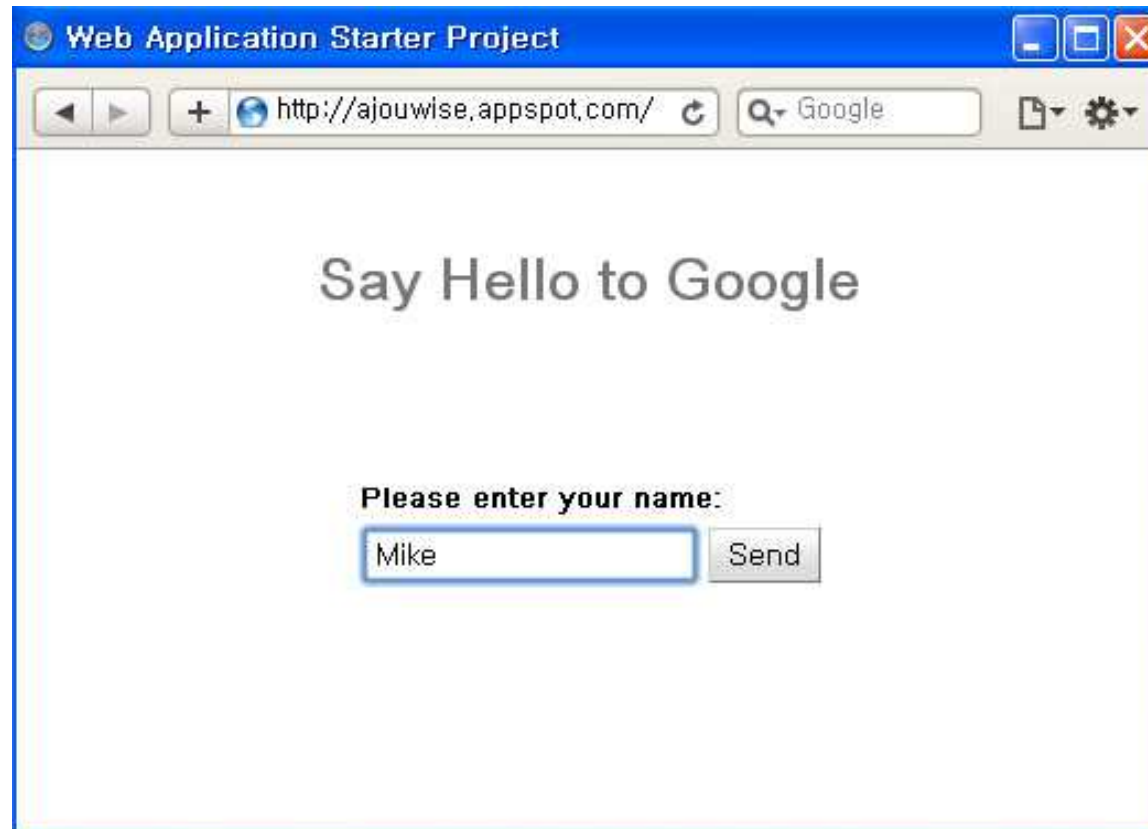 Web Application Starter Project
http://ajouwise.appspot.com/ Google
Say Hello to Google
Please enter your name:
Mike Send